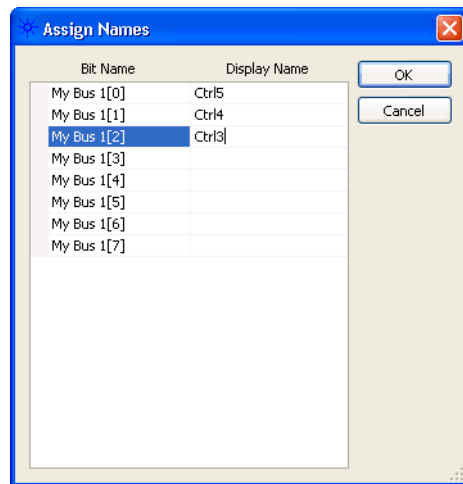 Assign Names
Bit Name Display Name
OK
Cancel
My Bus 1[0] Ctrl5
My Bus 1[1] Ctrl4
My Bus 1[2] Ctrl3
My Bus 1[3]
My Bus 1[4]
My Bus 1[5]
My Bus 1[6]
My Bus 1[7]